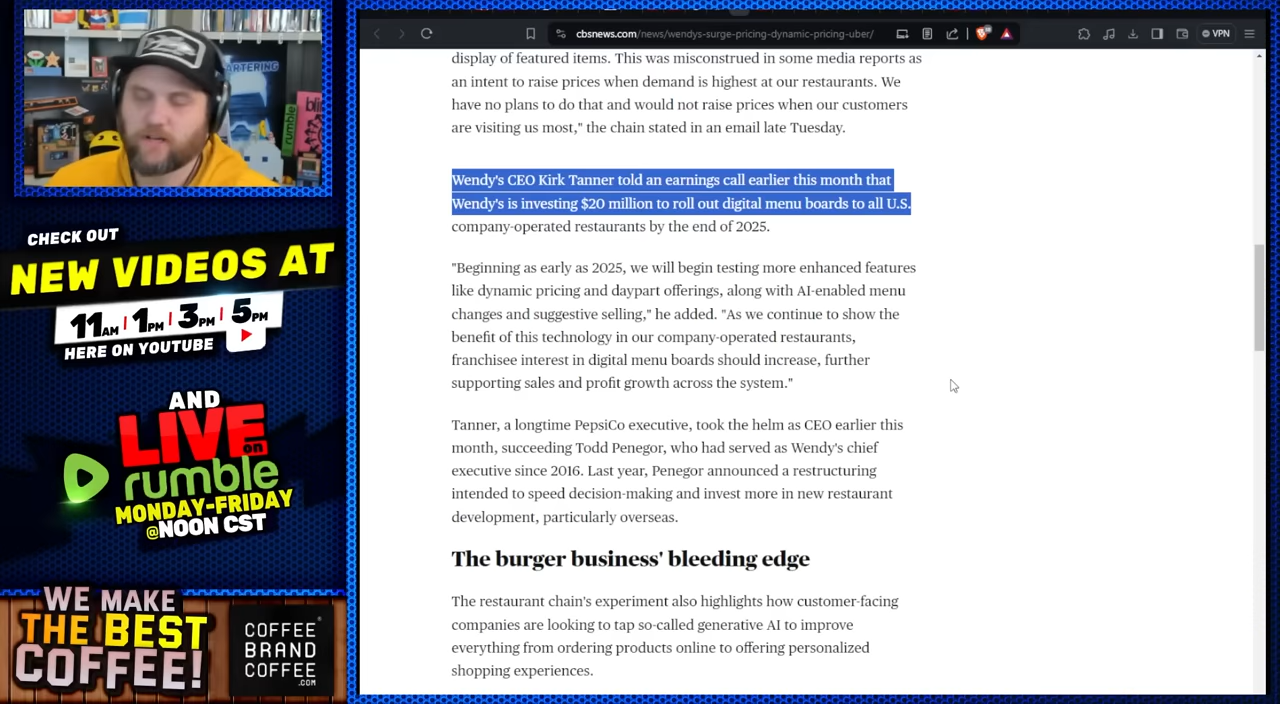 CHECK OUT
NEW VIDEOS AT
11AM | 1PM | 3PM | 5PM
HERE ON YOUTUBE
AND
LIVE
on
rumble
MONDAY-FRIDAY
@NOON CST
WE MAKE
THE BEST
COFFEE!
COFFEE
BRAND
COFFEE
.COM
rumble
cbsnews.com/news/wendys-surge-pricing-dynamic-pricing-uber/
VPN
display of featured items. This was misconstrued in some media reports as
an intent to raise prices when demand is highest at our restaurants. We
have no plans to do that and would not raise prices when our customers
are visiting us most," the chain stated in an email late Tuesday.
Wendy's CEO Kirk Tanner told an earnings call earlier this month that
Wendy's is investing $20 million to roll out digital menu boards to all U.S.
company-operated restaurants by the end of 2025.
"Beginning as early as 2025, we will begin testing more enhanced features
like dynamic pricing and daypart offerings, along with AI-enabled menu
changes and suggestive selling," he added. "As we continue to show the
benefit of this technology in our company-operated restaurants,
franchisee interest in digital menu boards should increase, further
supporting sales and profit growth across the system."
Tanner, a longtime PepsiCo executive, took the helm as CEO earlier this
month, succeeding Todd Penegor, who had served as Wendy's chief
executive since 2016. Last year, Penegor announced a restructuring
intended to speed decision-making and invest more in new restaurant
development, particularly overseas.
The burger business' bleeding edge
The restaurant chain's experiment also highlights how customer-facing
companies are looking to tap so-called generative AI to improve
everything from ordering products online to offering personalized
shopping experiences.